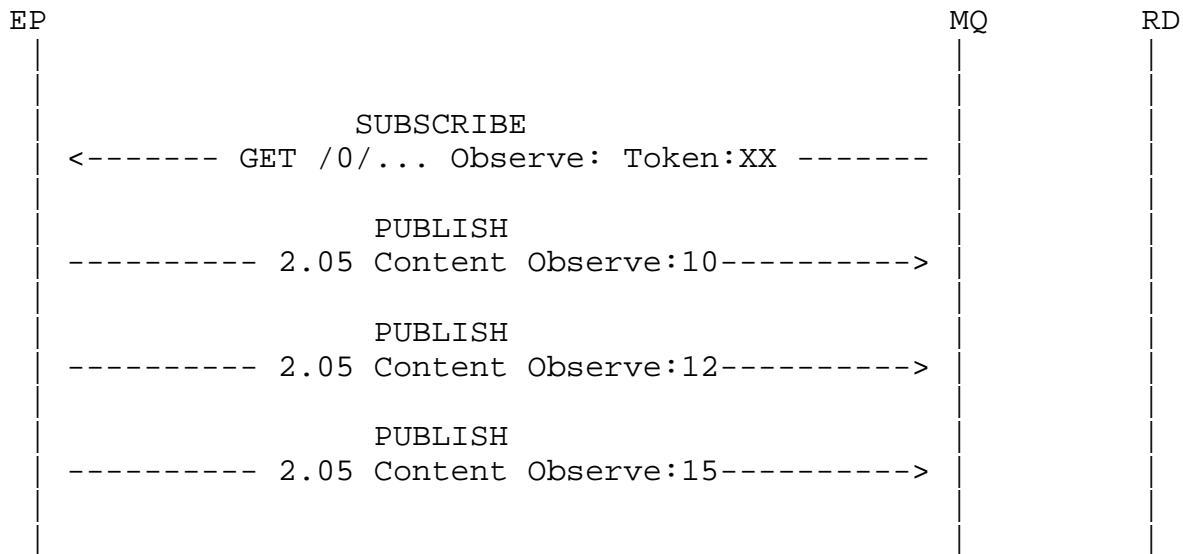 EP MQ RD
SUBSCRIBE
<------- GET /0/... Observe: Token:XX -------
PUBLISH
---------- 2.05 Content Observe:10---------->
PUBLISH
---------- 2.05 Content Observe:12---------->
PUBLISH
---------- 2.05 Content Observe:15---------->